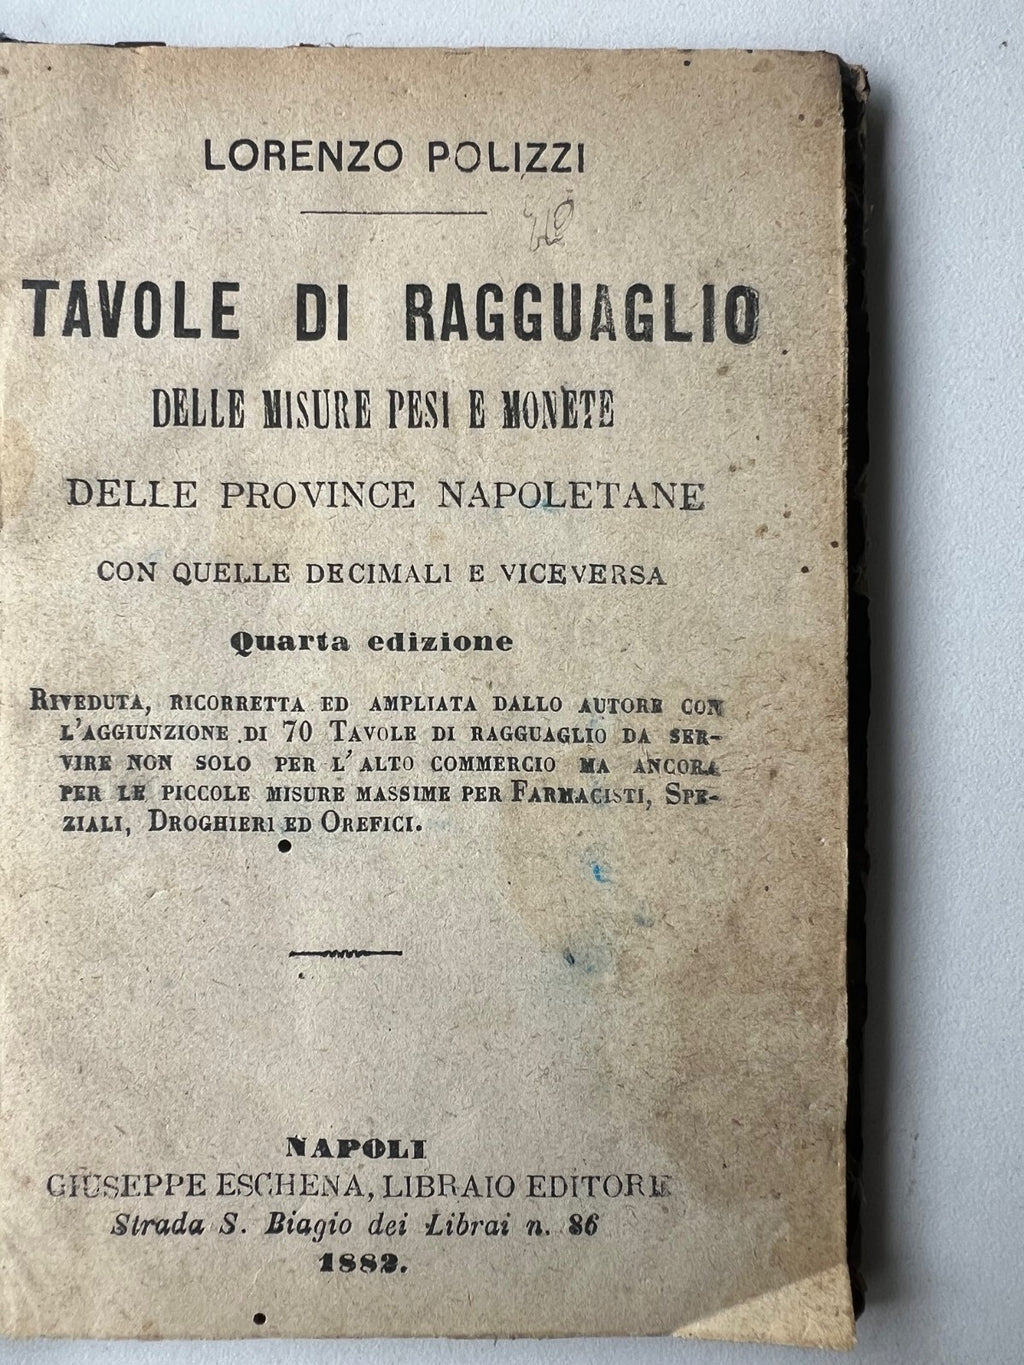 LORENZO POLIZZI
TAVOLE DI RAGGUAGLIO
DELLE MISURE PESI E MONETE
DELLE PROVINCE NAPOLETANE
CON QUELLE DECIMALI E VICEVERSA
Quarta edizione
RIVEDUTA, RICORRETTA ED AMPLIATA DALLO AUTORE CON
L'AGGIUNZIONE DI 70 TAVOLE DI RAGGUAGLIO DA SER-
VIRE NON SOLO PER L'ALTO COMMERCIO MA ANCORA
PER LE PICCOLE MISURE MASSIME PER FARMACISTI, SPE-
ZIALI, DROGHIERI ED OREFICI.
NAPOLI
GIUSEPPE ESCHENA, LIBRAIO EDITORE
Strada S. Biagio dei Librai n. 86
1882.